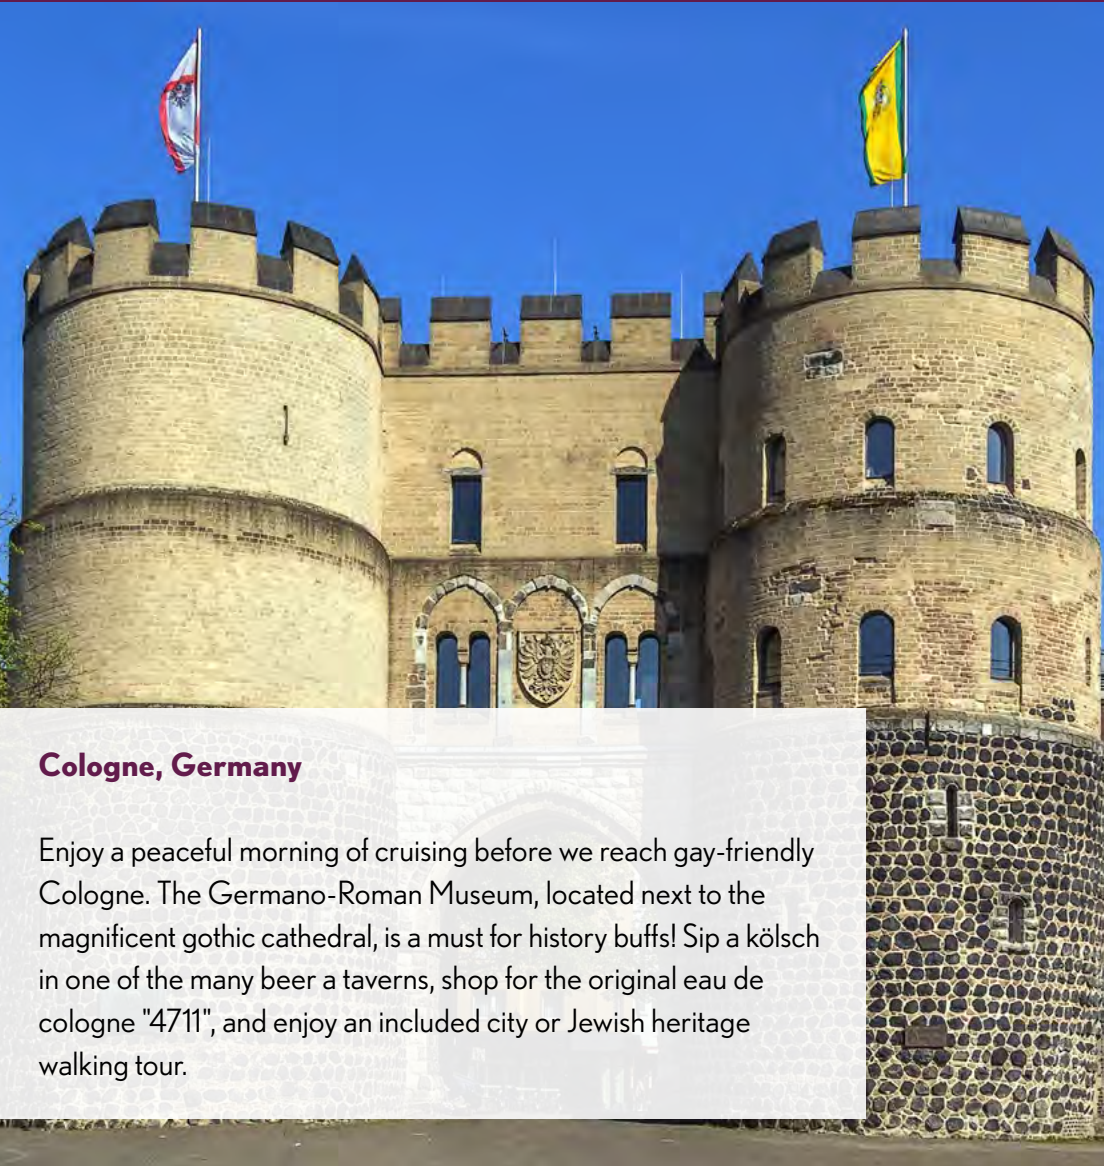 Cologne, Germany
Enjoy a peaceful morning of cruising before we reach gay-friendly
Cologne. The Germano-Roman Museum, located next to the
magnificent gothic cathedral, is a must for history buffs! Sip a kölsch
in one of the many beer a taverns, shop for the original eau de
cologne "4711", and enjoy an included city or Jewish heritage
walking tour.